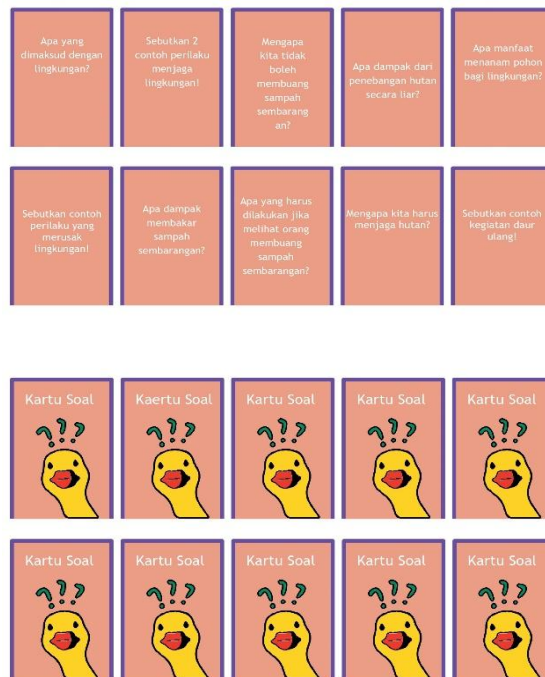 Apa yang
dimaksud dengan
lingkungan?
Sebutkan 2
contoh perilaku
menjaga
lingkungan!
Mengapa
kita tidak
boleh
membuang
sampah
sembarang
an?
Apa dampak dari
penebangan hutan
secara liar?
Apa manfaat
menanam pohon
bagi lingkungan?
Sebutkan contoh
perilaku yang
merusak
lingkungan!
Apa dampak
membakar
sampah
sembarangan?
Apa yang harus
dilakukan jika
melihat orang
membuang
sampah
sembarangan?
Mengapa kita harus
menjaga hutan?
Sebutkan contoh
kegiatan daur
ulang!
Kartu Soal
???
Kaertu Soal
???
Kartu Soal
???
Kartu Soal
???
Kartu Soal
???
Kartu Soal
???
Kartu Soal
???
Kartu Soal
???
Kartu Soal
???
Kartu Soal
???